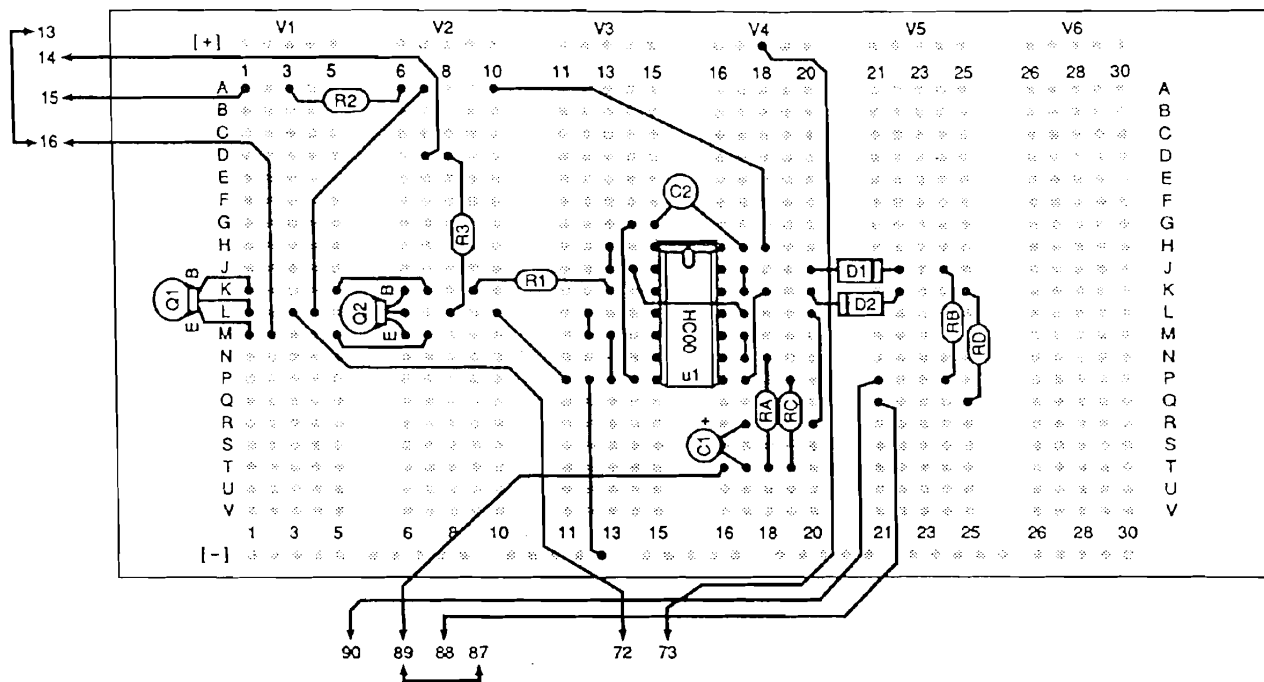 V1 V2 V3 V4 V5 V6
13
[+]
14
1 3 5 6 8 10 11 13 15 16 18 20 21 23 25 26 28 30
15
A R2 A
B B
C C
16
D D
E E
F C2 F
G R3 G
H H
J R1 D1 J
B B
K K
Q1 Q2 HC00 D2
L RB RD L
E E
M M
N N
u1
P P
Q RA RC Q
R + R
S C1 S
T T
U U
V V
1 3 5 6 8 10 11 13 15 16 18 20 21 23 25 26 28 30
[-]
90 89 88 87 72 73